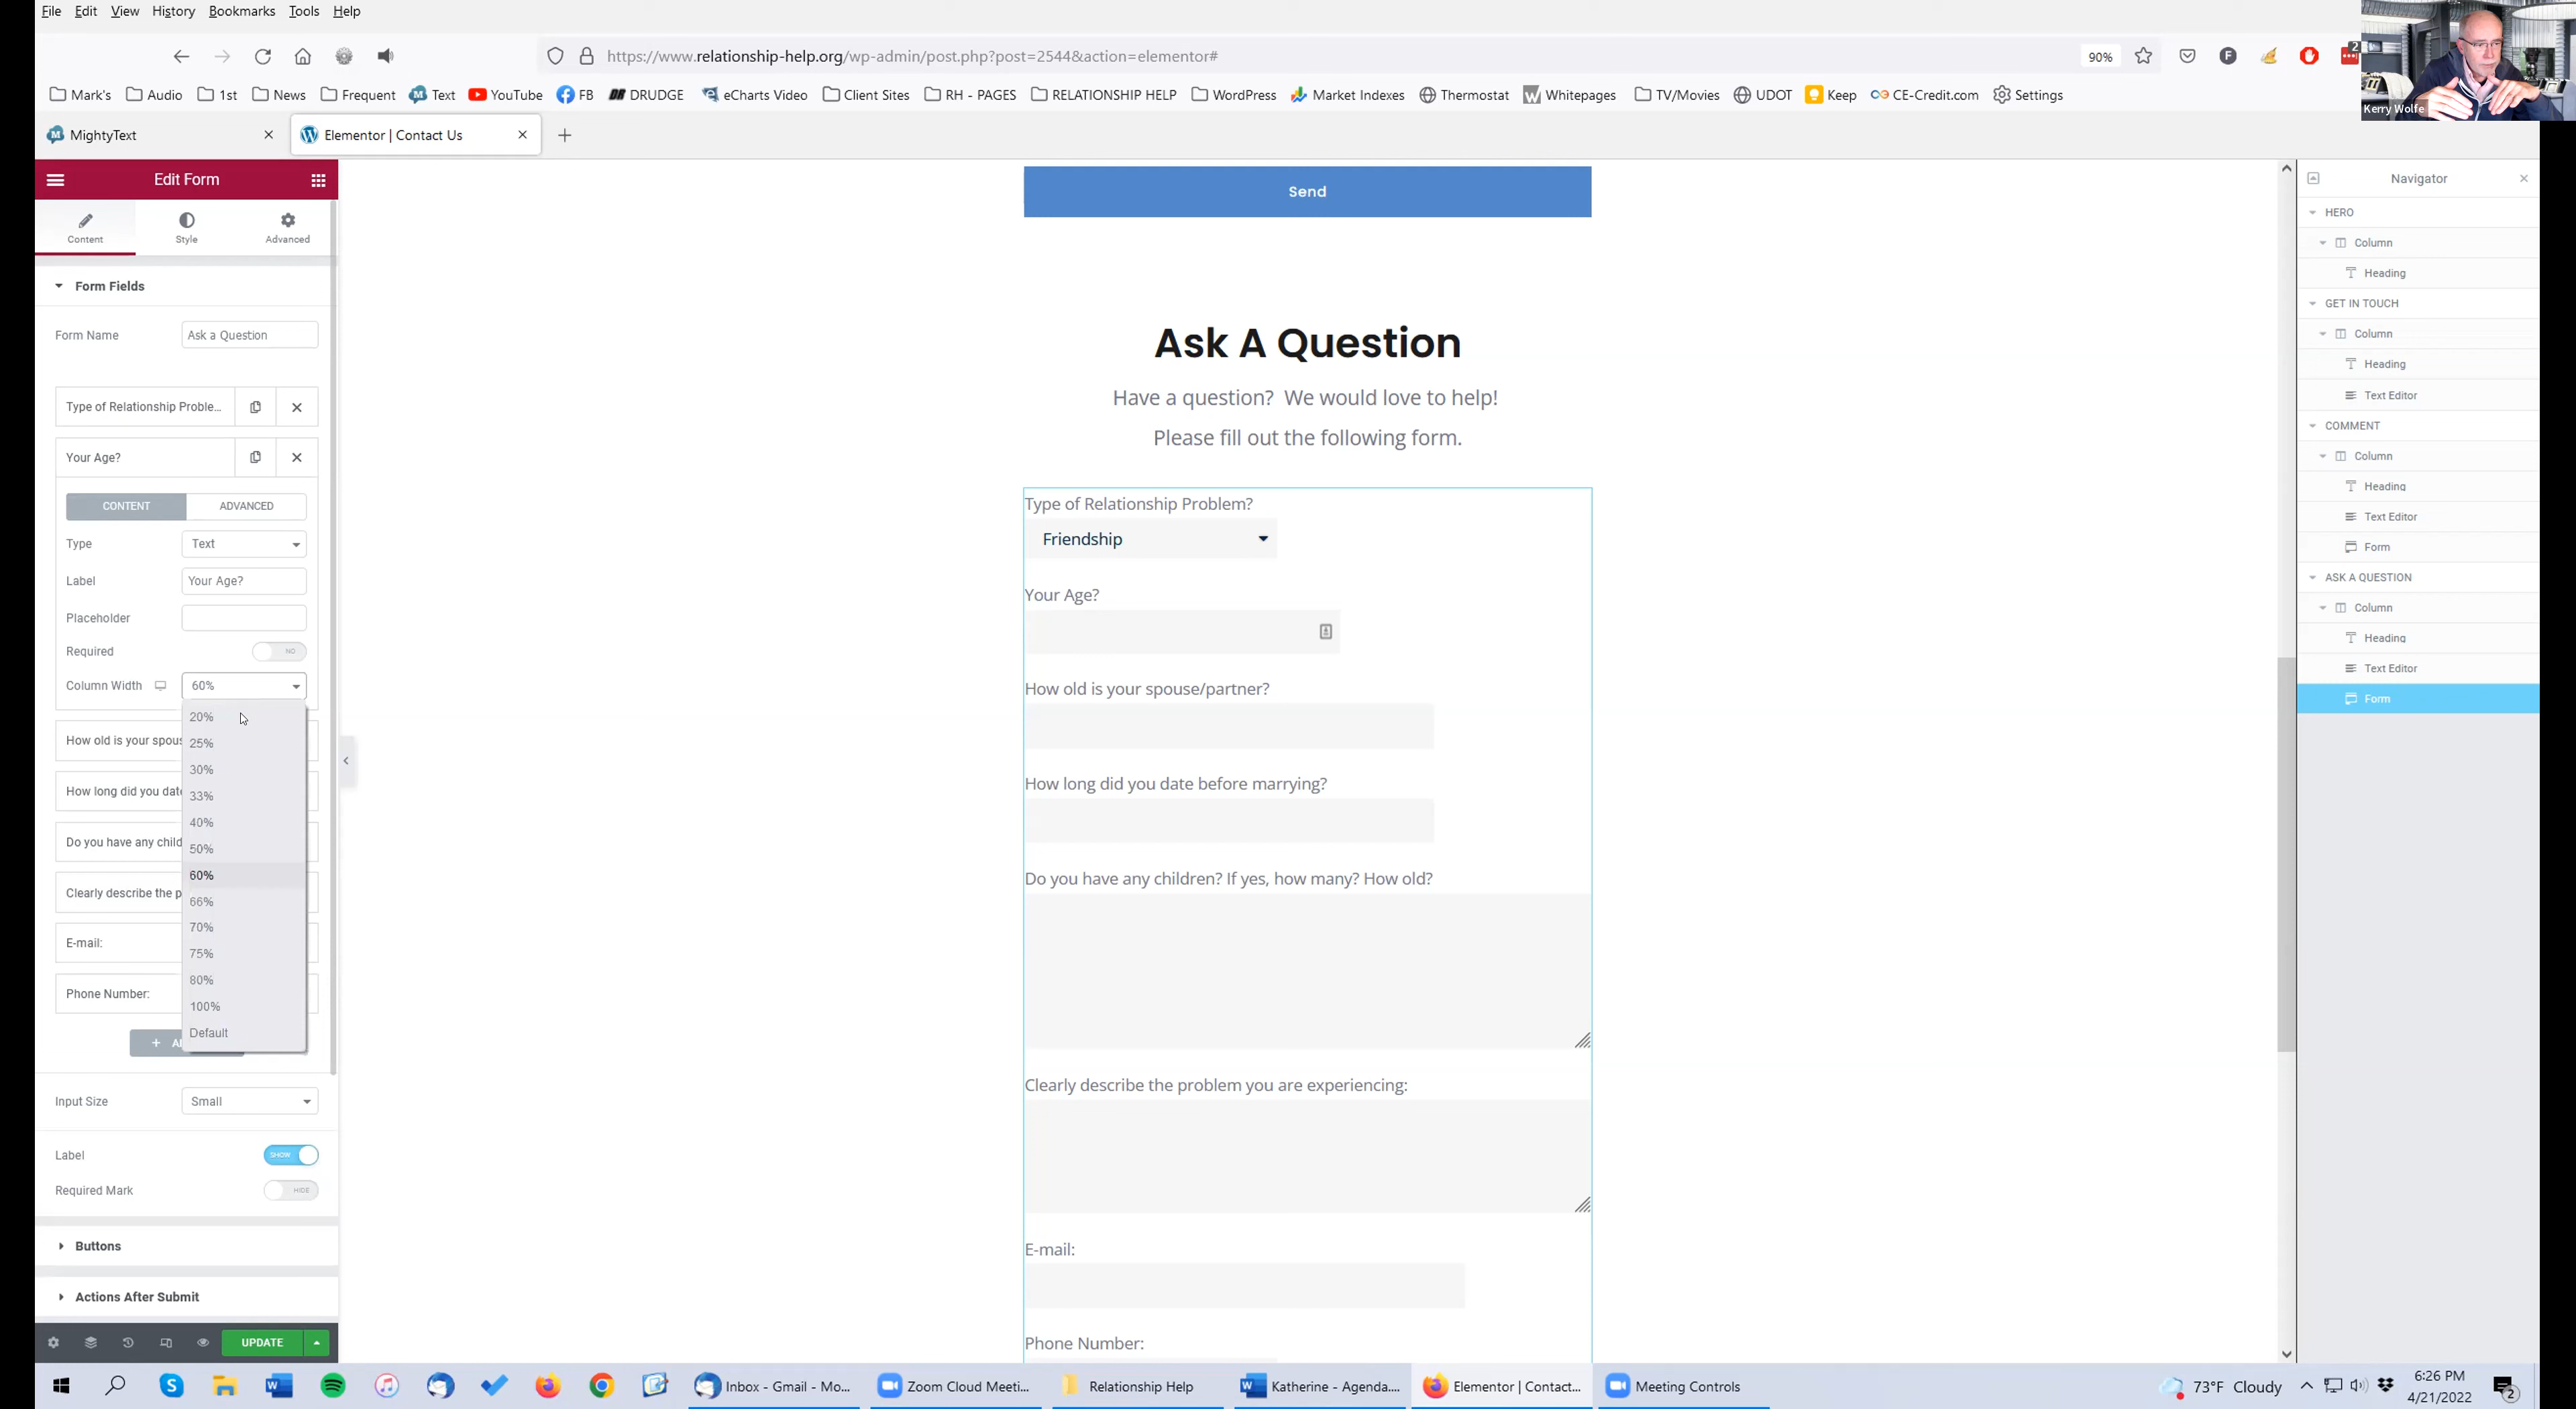 File Edit View History Bookmarks Tools Help
https://www.relationship-help.org/wp-admin/post.php?post=2544&action=elementor#
90%
2
Kerry Wolfe
Mark's Audio 1st News Frequent Text YouTube FB DRUDGE eCharts Video Client Sites RH - PAGES RELATIONSHIP HELP WordPress Market Indexes Thermostat Whitepages TV/Movies UDOT Keep CE-Credit.com Settings
MightyText
Elementor | Contact Us
Edit Form
Content Style Advanced
Form Fields
Form Name Ask a Question
Type of Relationship Proble...
Your Age?
CONTENT ADVANCED
Type Text
Label Your Age?
Placeholder
Required NO
Column Width 60%
20%
25%
30%
33%
40%
50%
60%
66%
70%
75%
80%
100%
Default
How old is your spous
How long did you date
Do you have any child
Clearly describe the p
E-mail:
Phone Number:
Input Size Small
Label SHOW
Required Mark HIDE
Buttons
Actions After Submit
UPDATE
Send
Ask A Question
Have a question? We would love to help!
Please fill out the following form.
Type of Relationship Problem?
Friendship
Your Age?
How old is your spouse/partner?
How long did you date before marrying?
Do you have any children? If yes, how many? How old?
Clearly describe the problem you are experiencing:
E-mail:
Phone Number:
Navigator
HERO
Column
Heading
GET IN TOUCH
Column
Heading
Text Editor
COMMENT
Column
Heading
Text Editor
Form
ASK A QUESTION
Column
Heading
Text Editor
Form
Inbox - Gmail - Mo...
Zoom Cloud Meeti...
Relationship Help
Katherine - Agenda....
Elementor | Contact...
Meeting Controls
73°F Cloudy
6:26 PM
4/21/2022
2